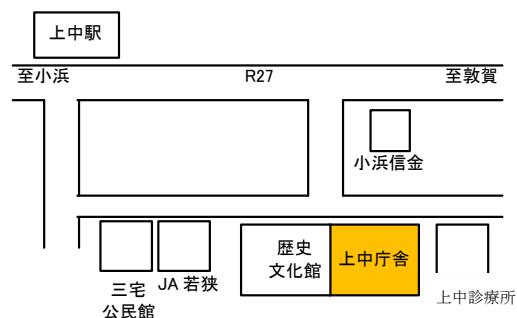 上中駅
至小浜
R27
至敦賀
小浜信金
歴史
文化館
上中庁舎
三宅
公民館
JA 若狭
上中診療所